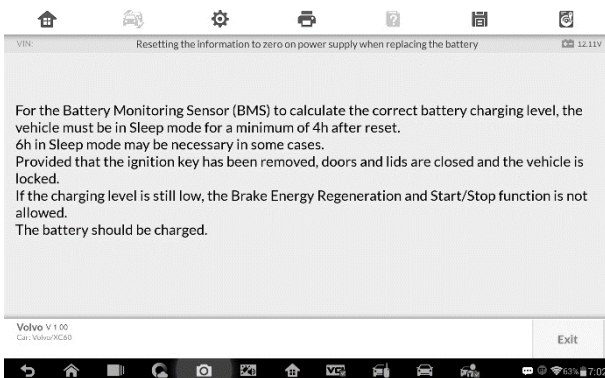 VIN:
Resetting the information to zero on power supply when replacing the battery
12.11V
For the Battery Monitoring Sensor (BMS) to calculate the correct battery charging level, the
vehicle must be in Sleep mode for a minimum of 4h after reset.
6h in Sleep mode may be necessary in some cases.
Provided that the ignition key has been removed, doors and lids are closed and the vehicle is
locked.
If the charging level is still low, the Brake Energy Regeneration and Start/Stop function is not
allowed.
The battery should be charged.
Volvo V 1.00
Car: Volvo/XC60
Exit
63% 7:02